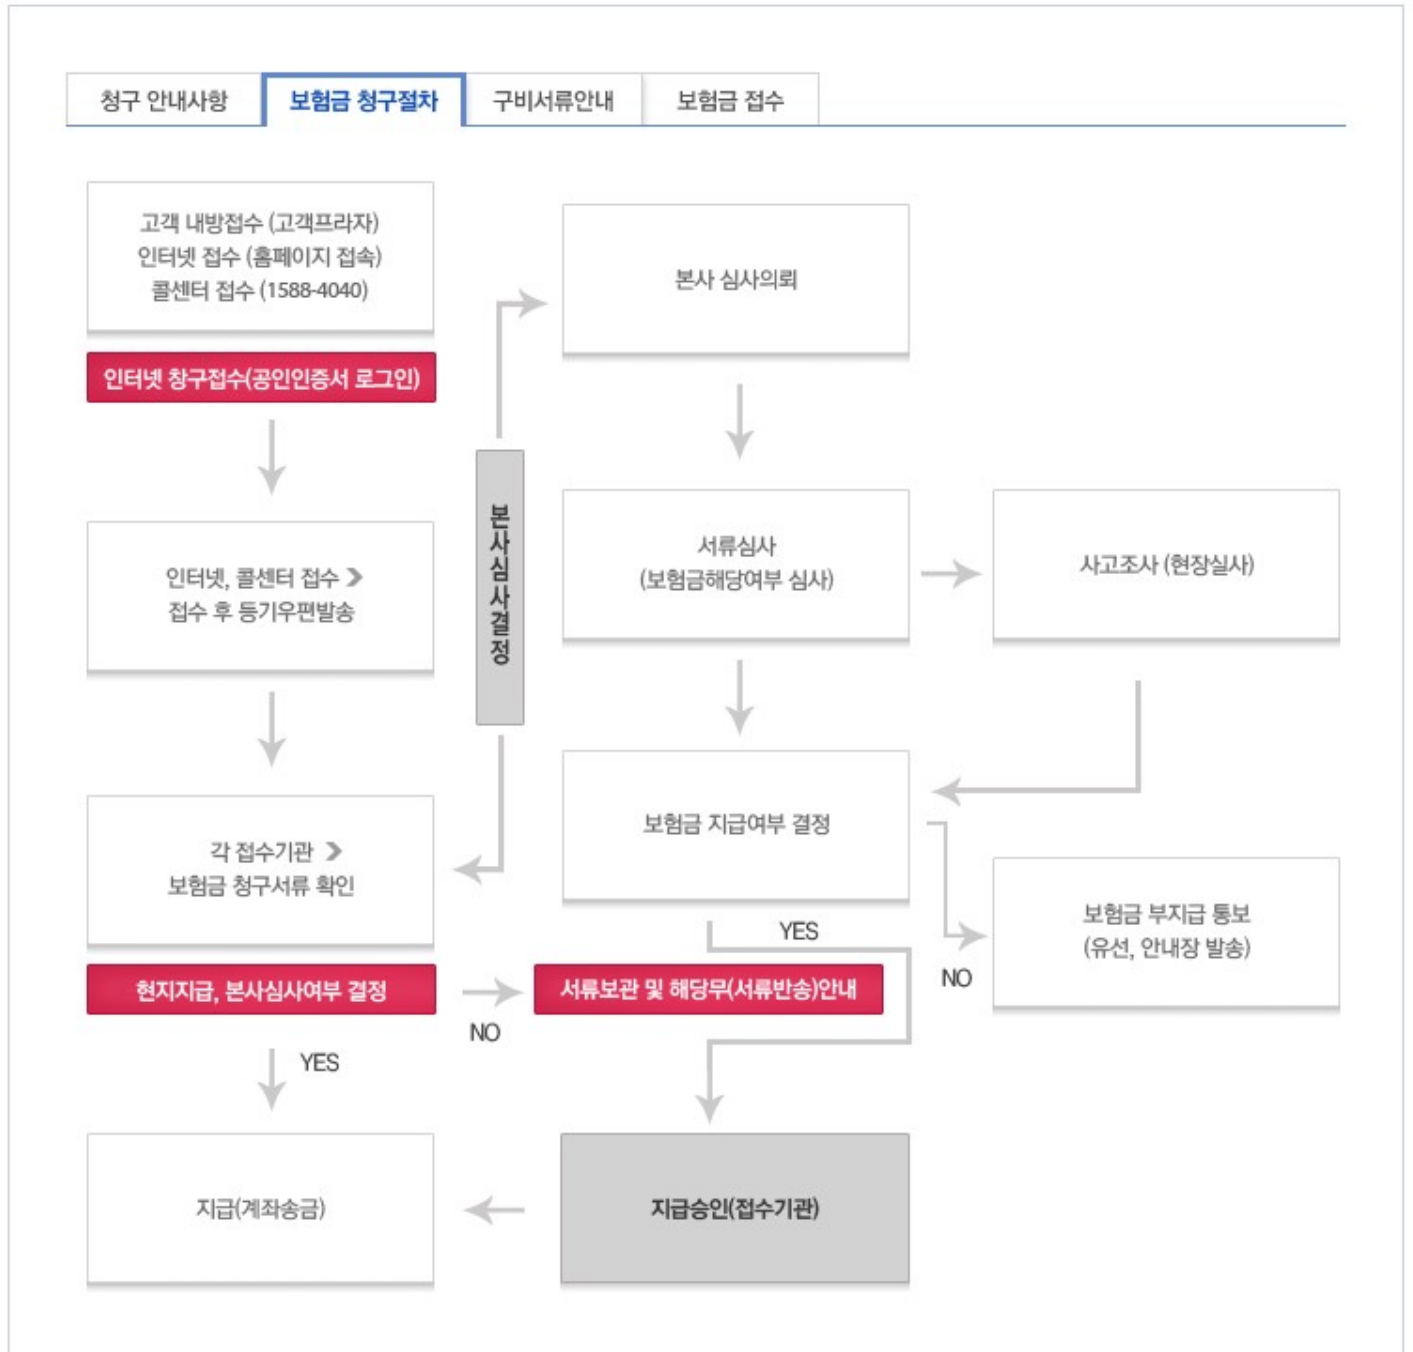 청구 안내사항
보험금 청구절차
구비서류안내
보험금 접수
고객 내방접수 (고객프라자)
인터넷 접수 (홈페이지 접속)
콜센터 접수 (1588-4040)
인터넷 창구접수(공인인증서 로그인)
인터넷, 콜센터 접수 >
접수 후 등기우편발송
각 접수기관 >
보험금 청구서류 확인
현지지급, 본사심사여부 결정
NO
YES
지급(계좌송금)
본사심사결정
본사 심사의뢰
서류심사
(보험금해당여부 심사)
사고조사 (현장실사)
보험금 지급여부 결정
YES
NO
보험금 부지급 통보
(유선, 안내장 발송)
서류보관 및 해당무(서류반송)안내
지급승인(접수기관)